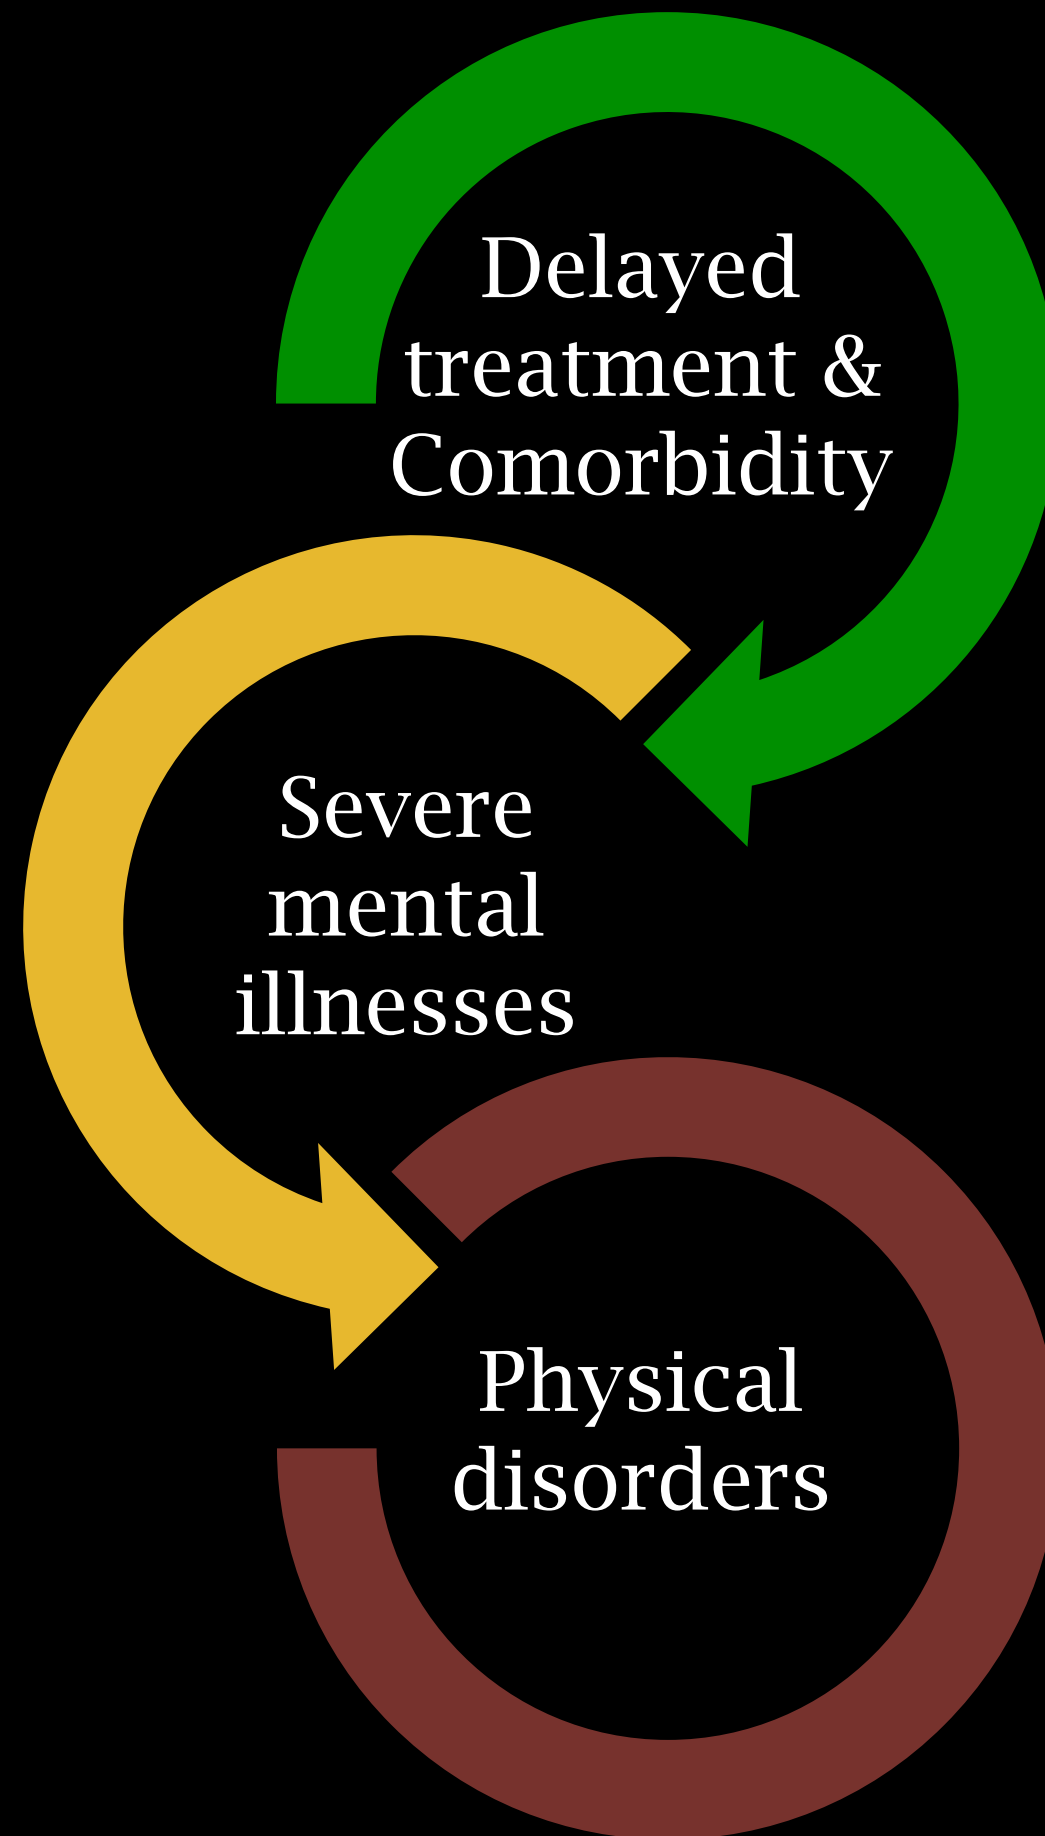 Delayed
treatment &
Comorbidity
Severe
mental
illnesses
Physical
disorders